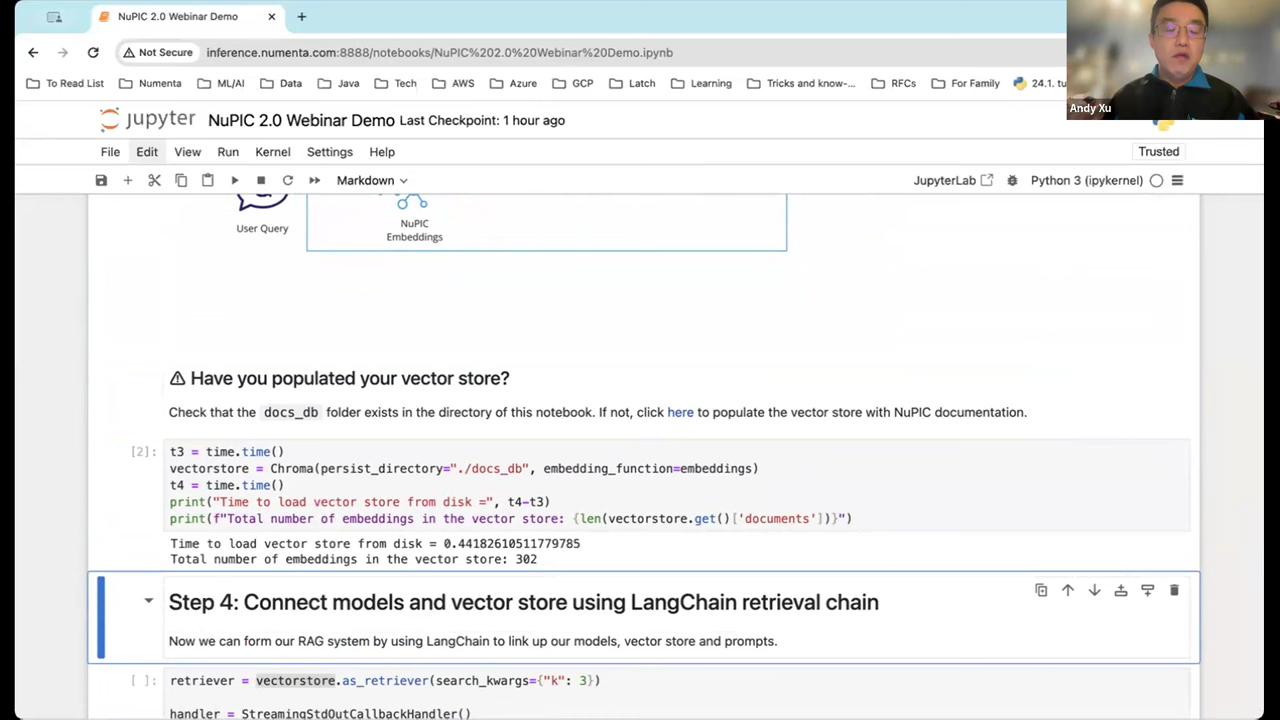 NuPIC 2.0 Webinar Demo
Not Secure
inference.numenta.com:8888/notebooks/NuPIC%202.0%20Webinar%20Demo.ipynb
To Read List
Numenta
ML/AI
Data
Java
Tech
AWS
Azure
GCP
Latch
Learning
Tricks and know-...
RFCs
For Family
24.1. tu
Andy Xu
jupyter
NuPIC 2.0 Webinar Demo Last Checkpoint: 1 hour ago
File Edit View Run Kernel Settings Help
Trusted
Markdown
JupyterLab
Python 3 (ipykernel)
User Query
NuPIC
Embeddings
⚠ Have you populated your vector store?
Check that the docs_db folder exists in the directory of this notebook. If not, click here to populate the vector store with NuPIC documentation.
[2]: t3 = time.time()
vectorstore = Chroma(persist_directory="./docs_db", embedding_function=embeddings)
t4 = time.time()
print("Time to load vector store from disk =", t4-t3)
print(f"Total number of embeddings in the vector store: {len(vectorstore.get()['documents'])}")
Time to load vector store from disk = 0.44182610511779785
Total number of embeddings in the vector store: 302
Step 4: Connect models and vector store using LangChain retrieval chain
Now we can form our RAG system by using LangChain to link up our models, vector store and prompts.
[ ]: retriever = vectorstore.as_retriever(search_kwargs={"k": 3})
handler = StreamingStdOutCallbackHandler()